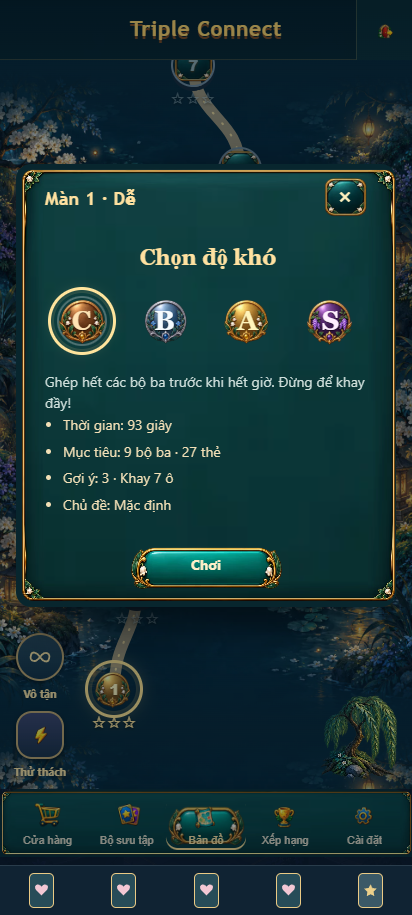 Triple Connect
7
Màn 1 · Dễ
×
Chọn độ khó
C B A S
Ghép hết các bộ ba trước khi hết giờ. Đừng để khay
đầy!
• Thời gian: 93 giây
• Mục tiêu: 9 bộ ba · 27 thẻ
• Gợi ý: 3 · Khay 7 ô
• Chủ đề: Mặc định
Chơi
1
Vô tận
Thử thách
Cửa hàng Bộ sưu tập Bản đồ Xếp hạng Cài đặt